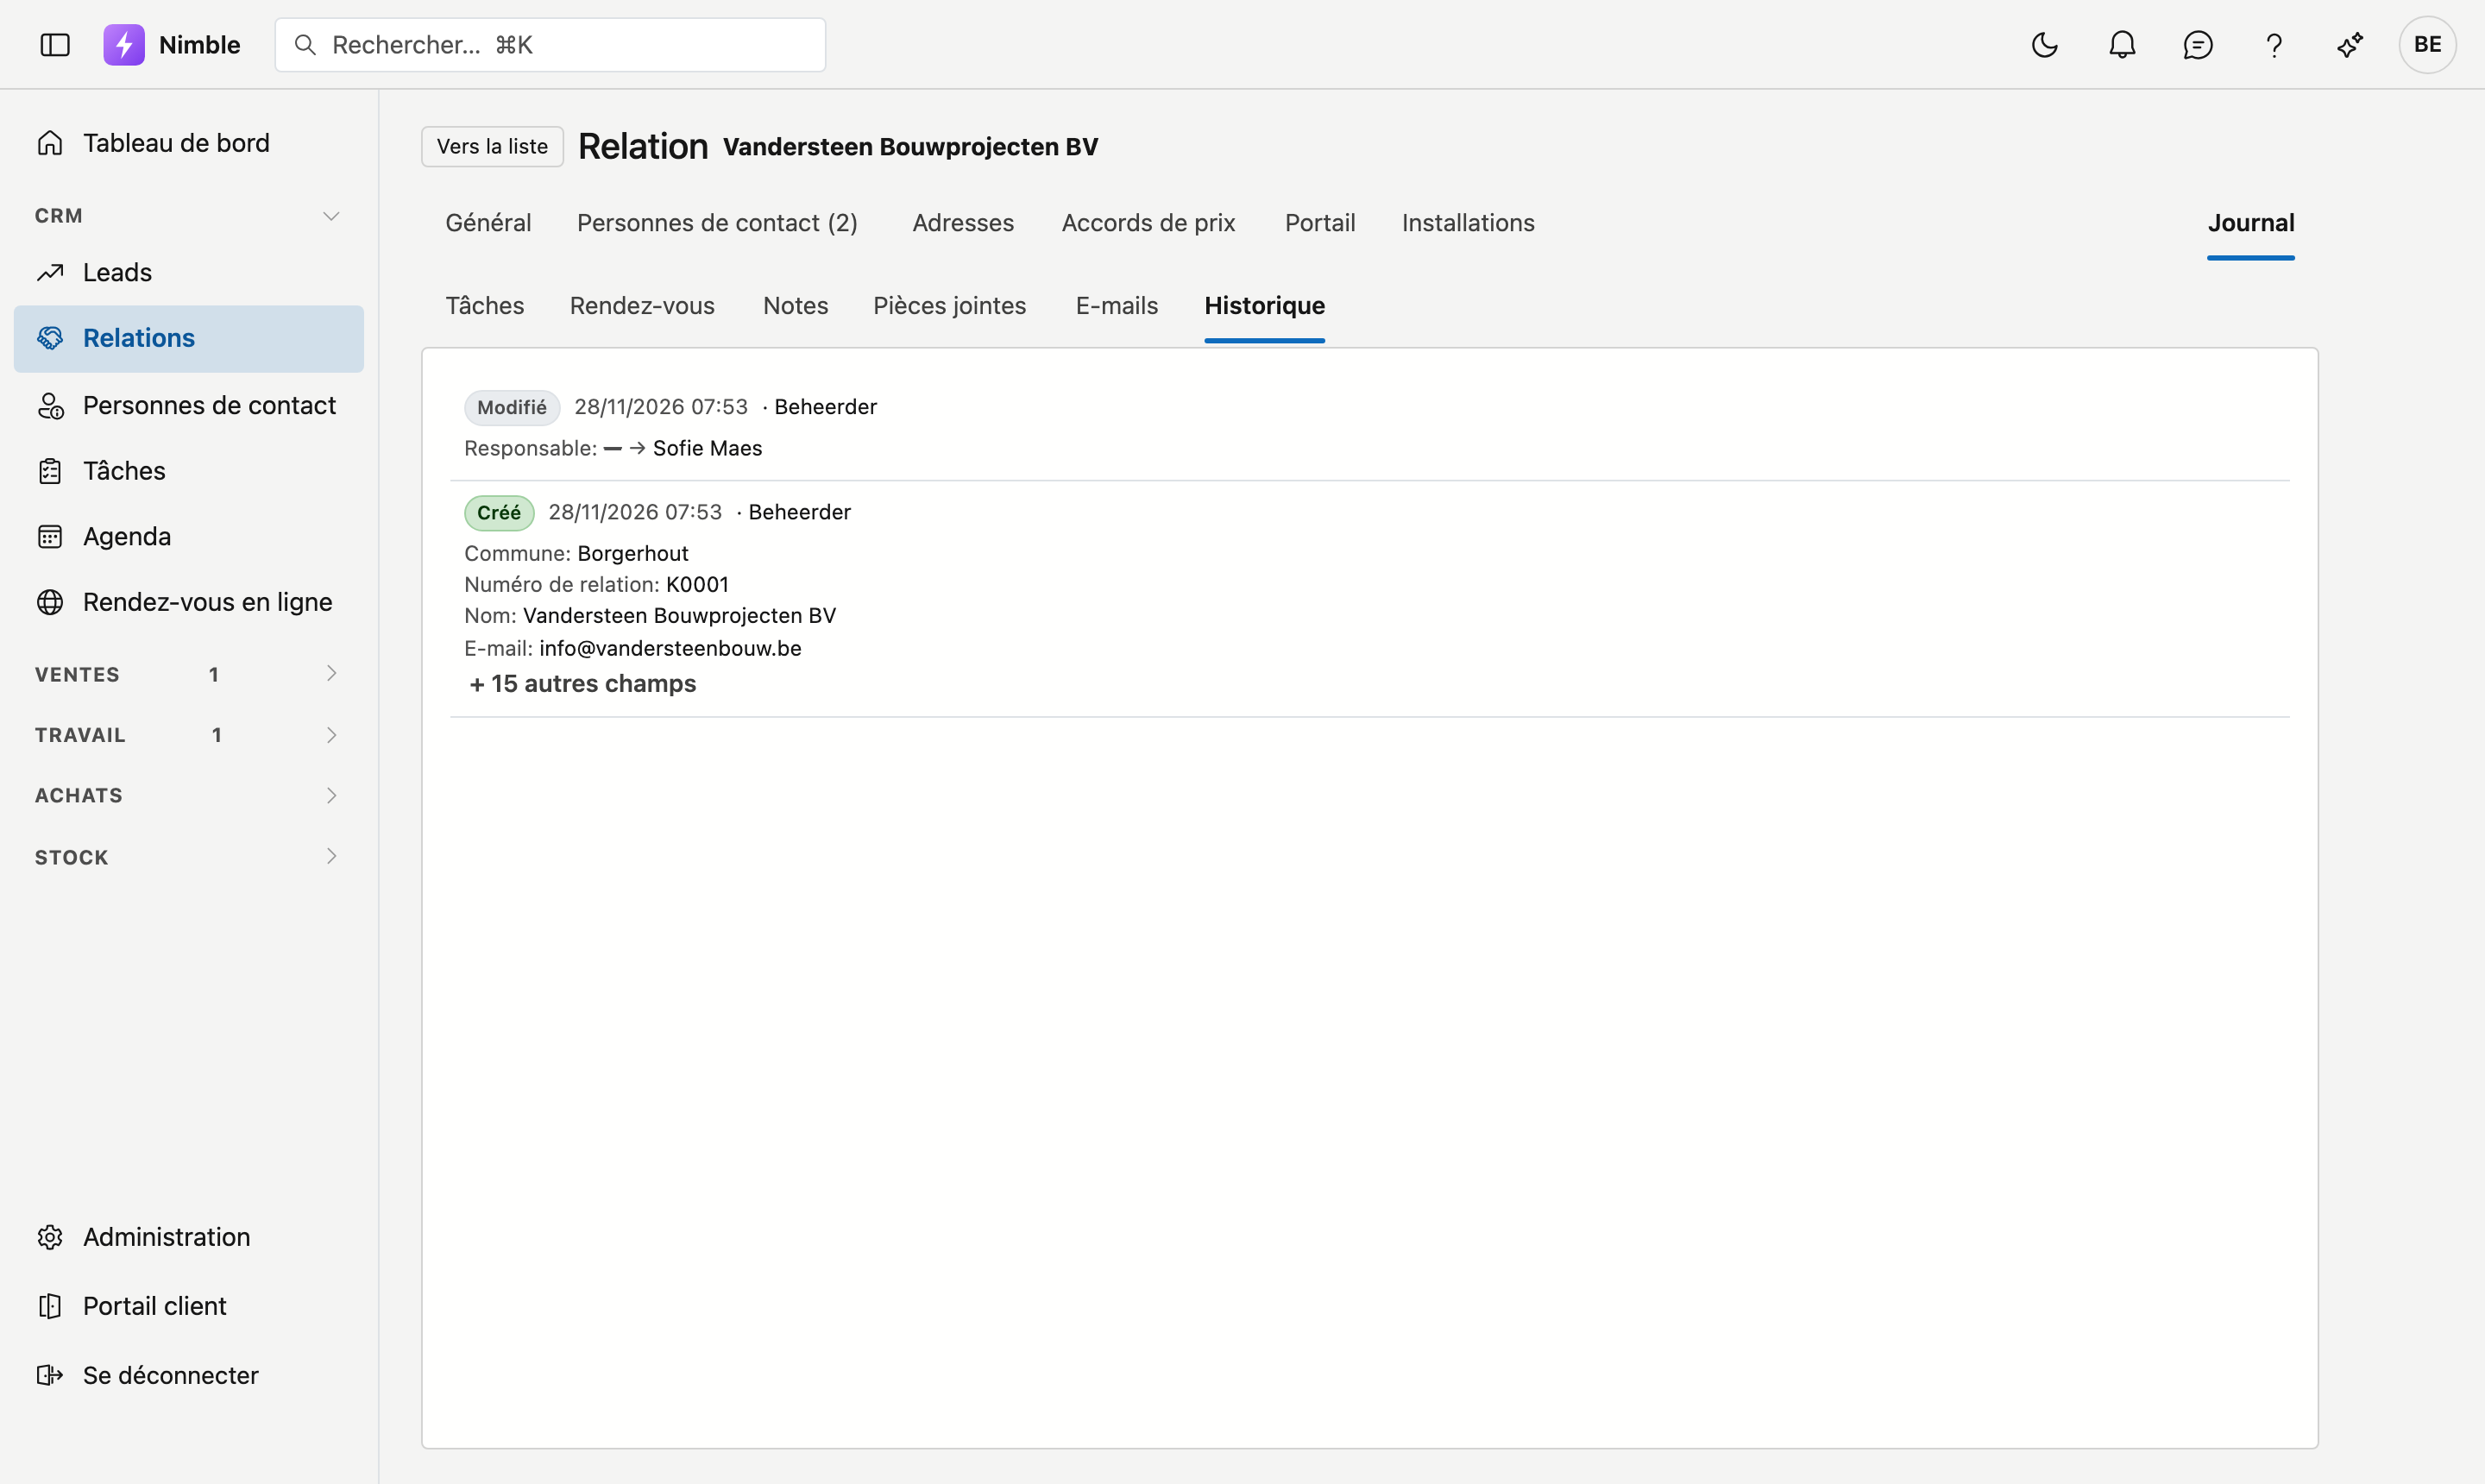 Nimble
Rechercher... ⌘K
BE
Tableau de bord
CRM
Leads
Relations
Personnes de contact
Tâches
Agenda
Rendez-vous en ligne
VENTES 1
TRAVAIL 1
ACHATS
STOCK
Administration
Portail client
Se déconnecter
Vers la liste Relation Vandersteen Bouwprojecten BV
Général Personnes de contact (2) Adresses Accords de prix Portail Installations Journal
Tâches Rendez-vous Notes Pièces jointes E-mails Historique
Modifié 28/11/2026 07:53 · Beheerder
Responsable: — → Sofie Maes
Créé 28/11/2026 07:53 · Beheerder
Commune: Borgerhout
Numéro de relation: K0001
Nom: Vandersteen Bouwprojecten BV
E-mail: info@vandersteenbouw.be
+ 15 autres champs